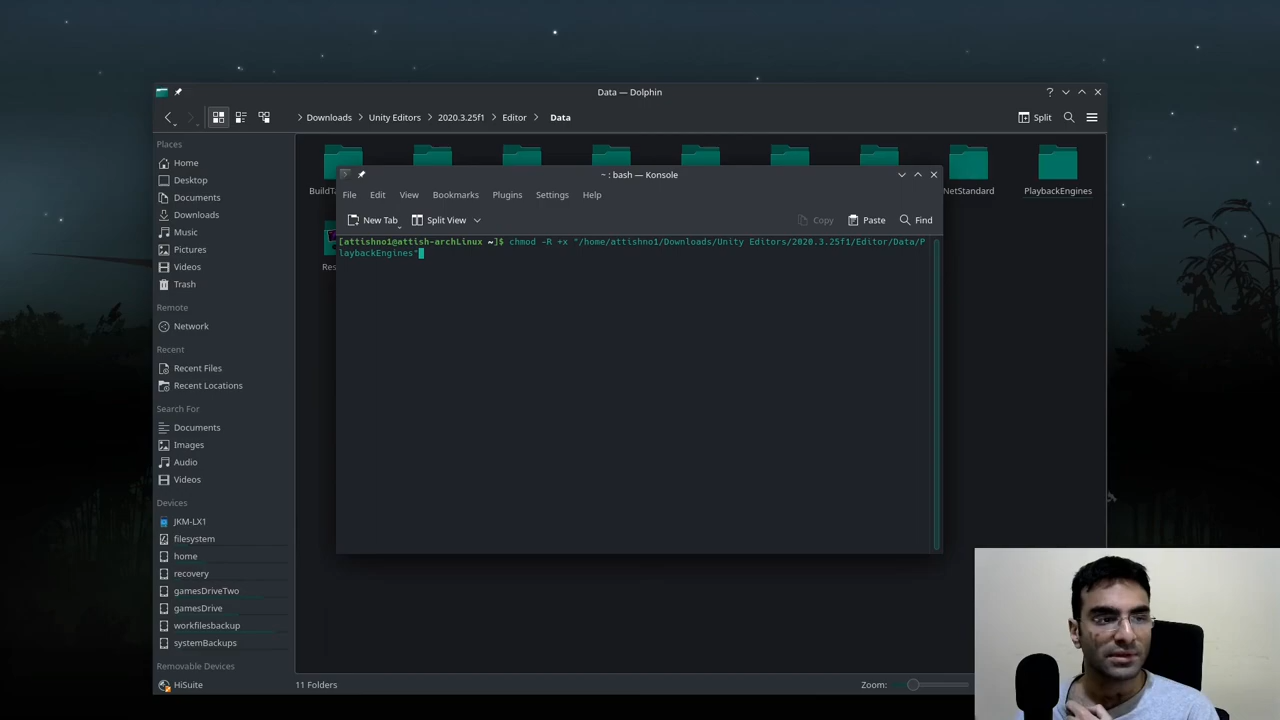 Data — Dolphin
Downloads > Unity Editors > 2020.3.25f1 > Editor > Data
Split
Places
Home
Desktop
Documents
Downloads
Music
Pictures
Videos
Trash
Remote
Network
Recent
Recent Files
Recent Locations
Search For
Documents
Images
Audio
Videos
Devices
JKM-LX1
filesystem
home
recovery
gamesDriveTwo
gamesDrive
workfilesbackup
systemBackups
Removable Devices
HiSuite
NetStandard
PlaybackEngines
~ : bash — Konsole
File Edit View Bookmarks Plugins Settings Help
New Tab Split View Copy Paste Find
[attishno1@attish-archLinux ~]$ chmod -R +x "/home/attishno1/Downloads/Unity Editors/2020.3.25f1/Editor/Data/P
laybackEngines"
11 Folders
Zoom: